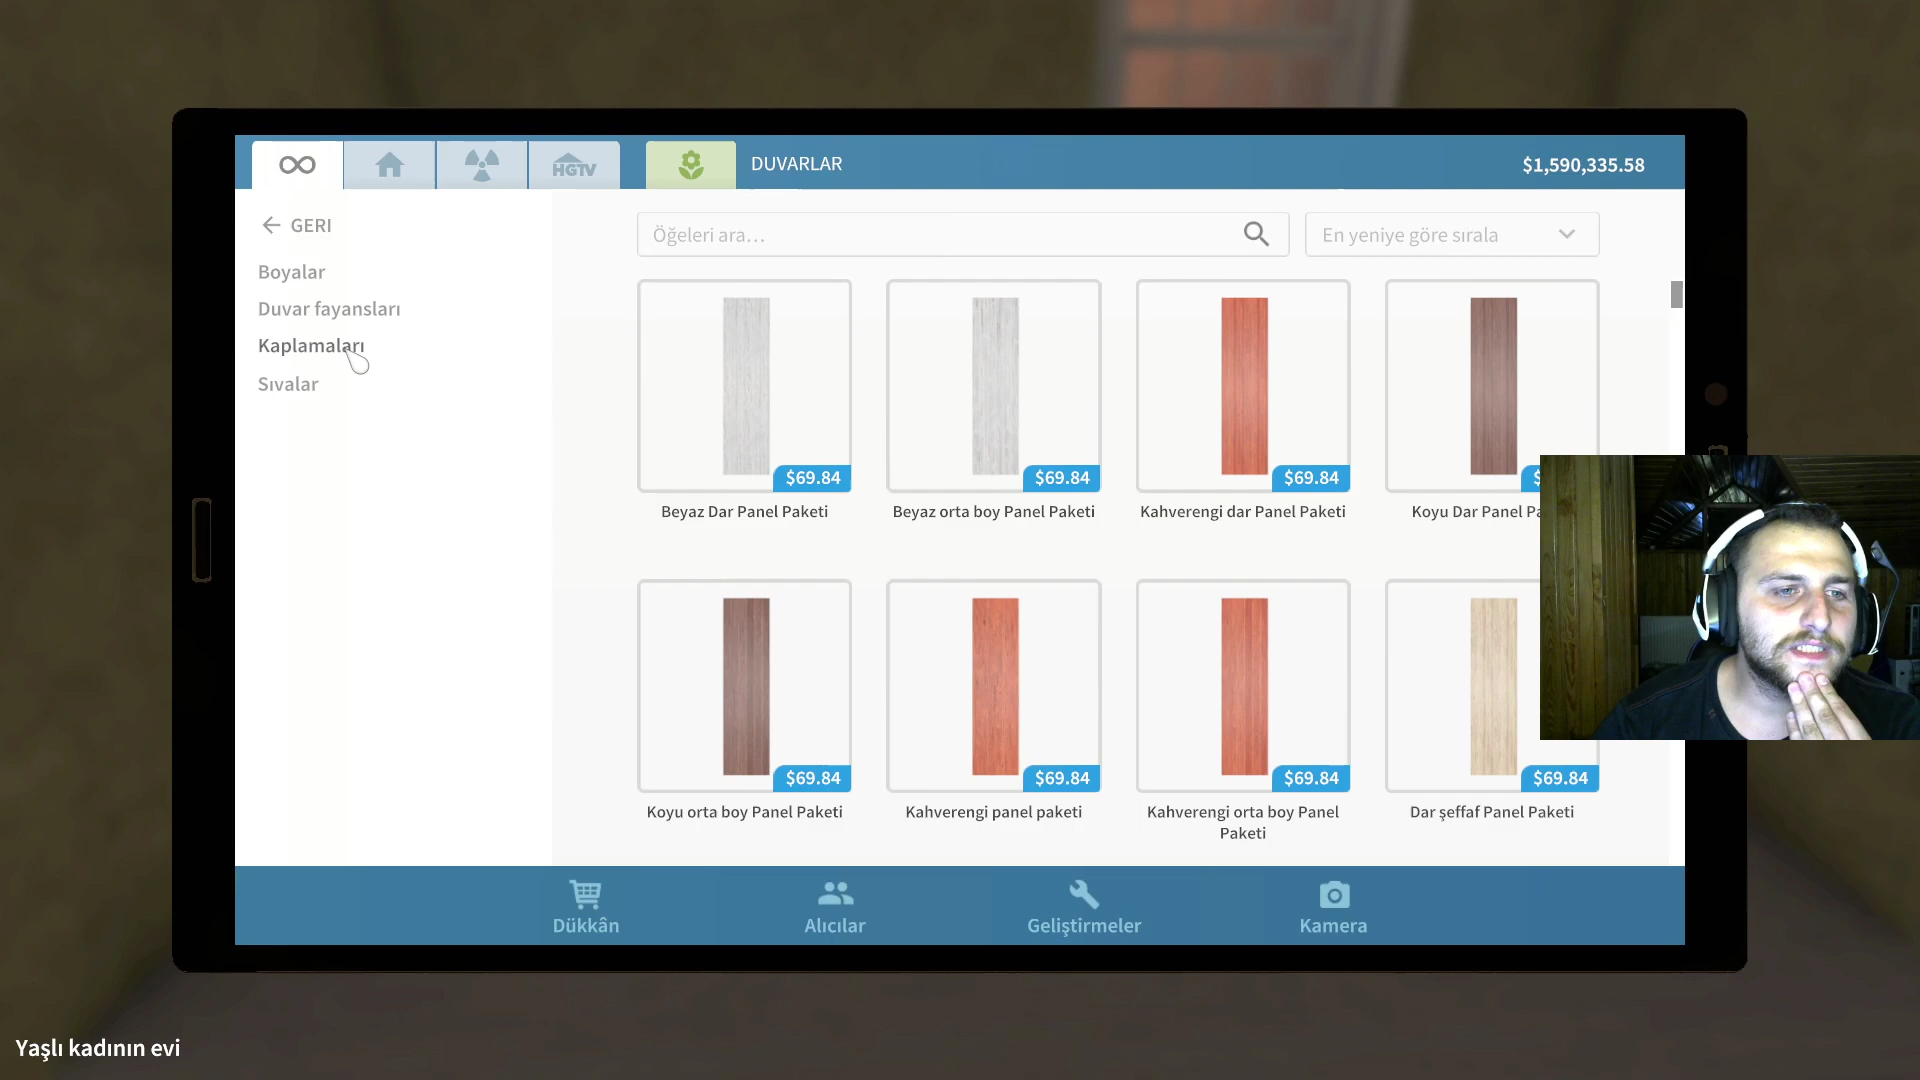 HGTV
DUVARLAR
$1,590,335.58
GERI
Boyalar
Duvar fayansları
Kaplamaları
Sıvalar
Öğeleri ara...
En yeniye göre sırala
$69.84
$69.84
$69.84
$
Beyaz Dar Panel Paketi
Beyaz orta boy Panel Paketi
Kahverengi dar Panel Paketi
Koyu Dar Panel Pa
$69.84
$69.84
$69.84
$69.84
Koyu orta boy Panel Paketi
Kahverengi panel paketi
Kahverengi orta boy Panel
Paketi
Dar şeffaf Panel Paketi
Dükkân
Alıcılar
Geliştirmeler
Kamera
Yaşlı kadının evi